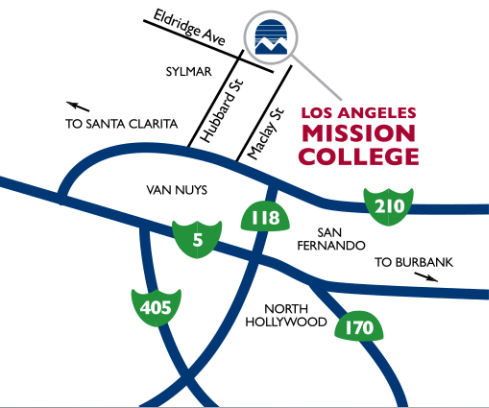 Eldridge Ave
SYLMAR
Hubbard St
Maclay St
TO SANTA CLARITA
LOS ANGELES
MISSION
COLLEGE
VAN NUYS
118
210
5
SAN
FERNANDO
TO BURBANK
405
NORTH
HOLLYWOOD
170